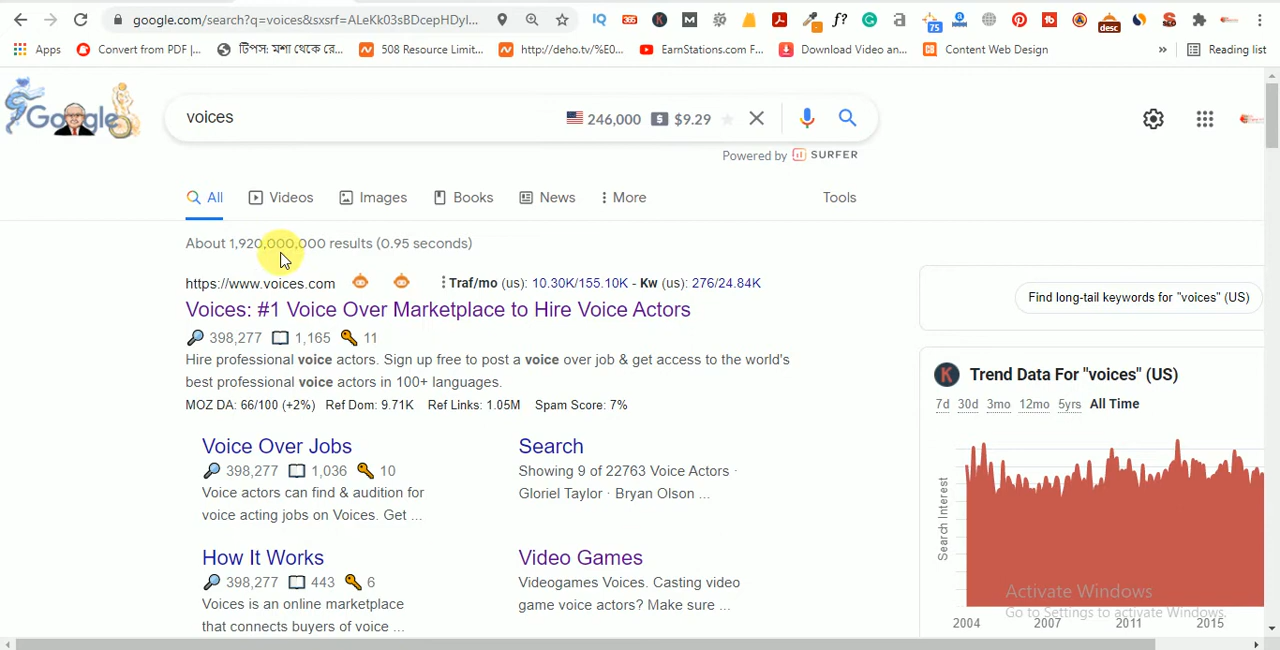 google.com/search?q=voices&sxsrf=ALeKk03sBDcepHDyl...
75
desc
Apps
Convert from PDF |...
টিপস: মশা থেকে রে...
508 Resource Limit...
http://deho.tv/%E0...
EarnStations.com F...
Download Video an...
Content Web Design
»
Reading list
Google
voices
246,000
$9.29
Powered by SURFER
All
Videos
Images
Books
News
More
Tools
About 1,920,000,000 results (0.95 seconds)
https://www.voices.com
Traf/mo (us): 10.30K/155.10K - Kw (us): 276/24.84K
Voices: #1 Voice Over Marketplace to Hire Voice Actors
398,277 1,165 11
Hire professional voice actors. Sign up free to post a voice over job & get access to the world's
best professional voice actors in 100+ languages.
MOZ DA: 66/100 (+2%) Ref Dom: 9.71K Ref Links: 1.05M Spam Score: 7%
Voice Over Jobs
398,277 1,036 10
Voice actors can find & audition for
voice acting jobs on Voices. Get ...
Search
Showing 9 of 22763 Voice Actors ·
Gloriel Taylor · Bryan Olson ...
How It Works
398,277 443 6
Voices is an online marketplace
that connects buyers of voice ...
Video Games
Videogames Voices. Casting video
game voice actors? Make sure ...
Find long-tail keywords for "voices" (US)
Trend Data For "voices" (US)
7d 30d 3mo 12mo 5yrs All Time
Search Interest
2004 2007 2011 2015
Activate Windows
Go to Settings to activate Windows.